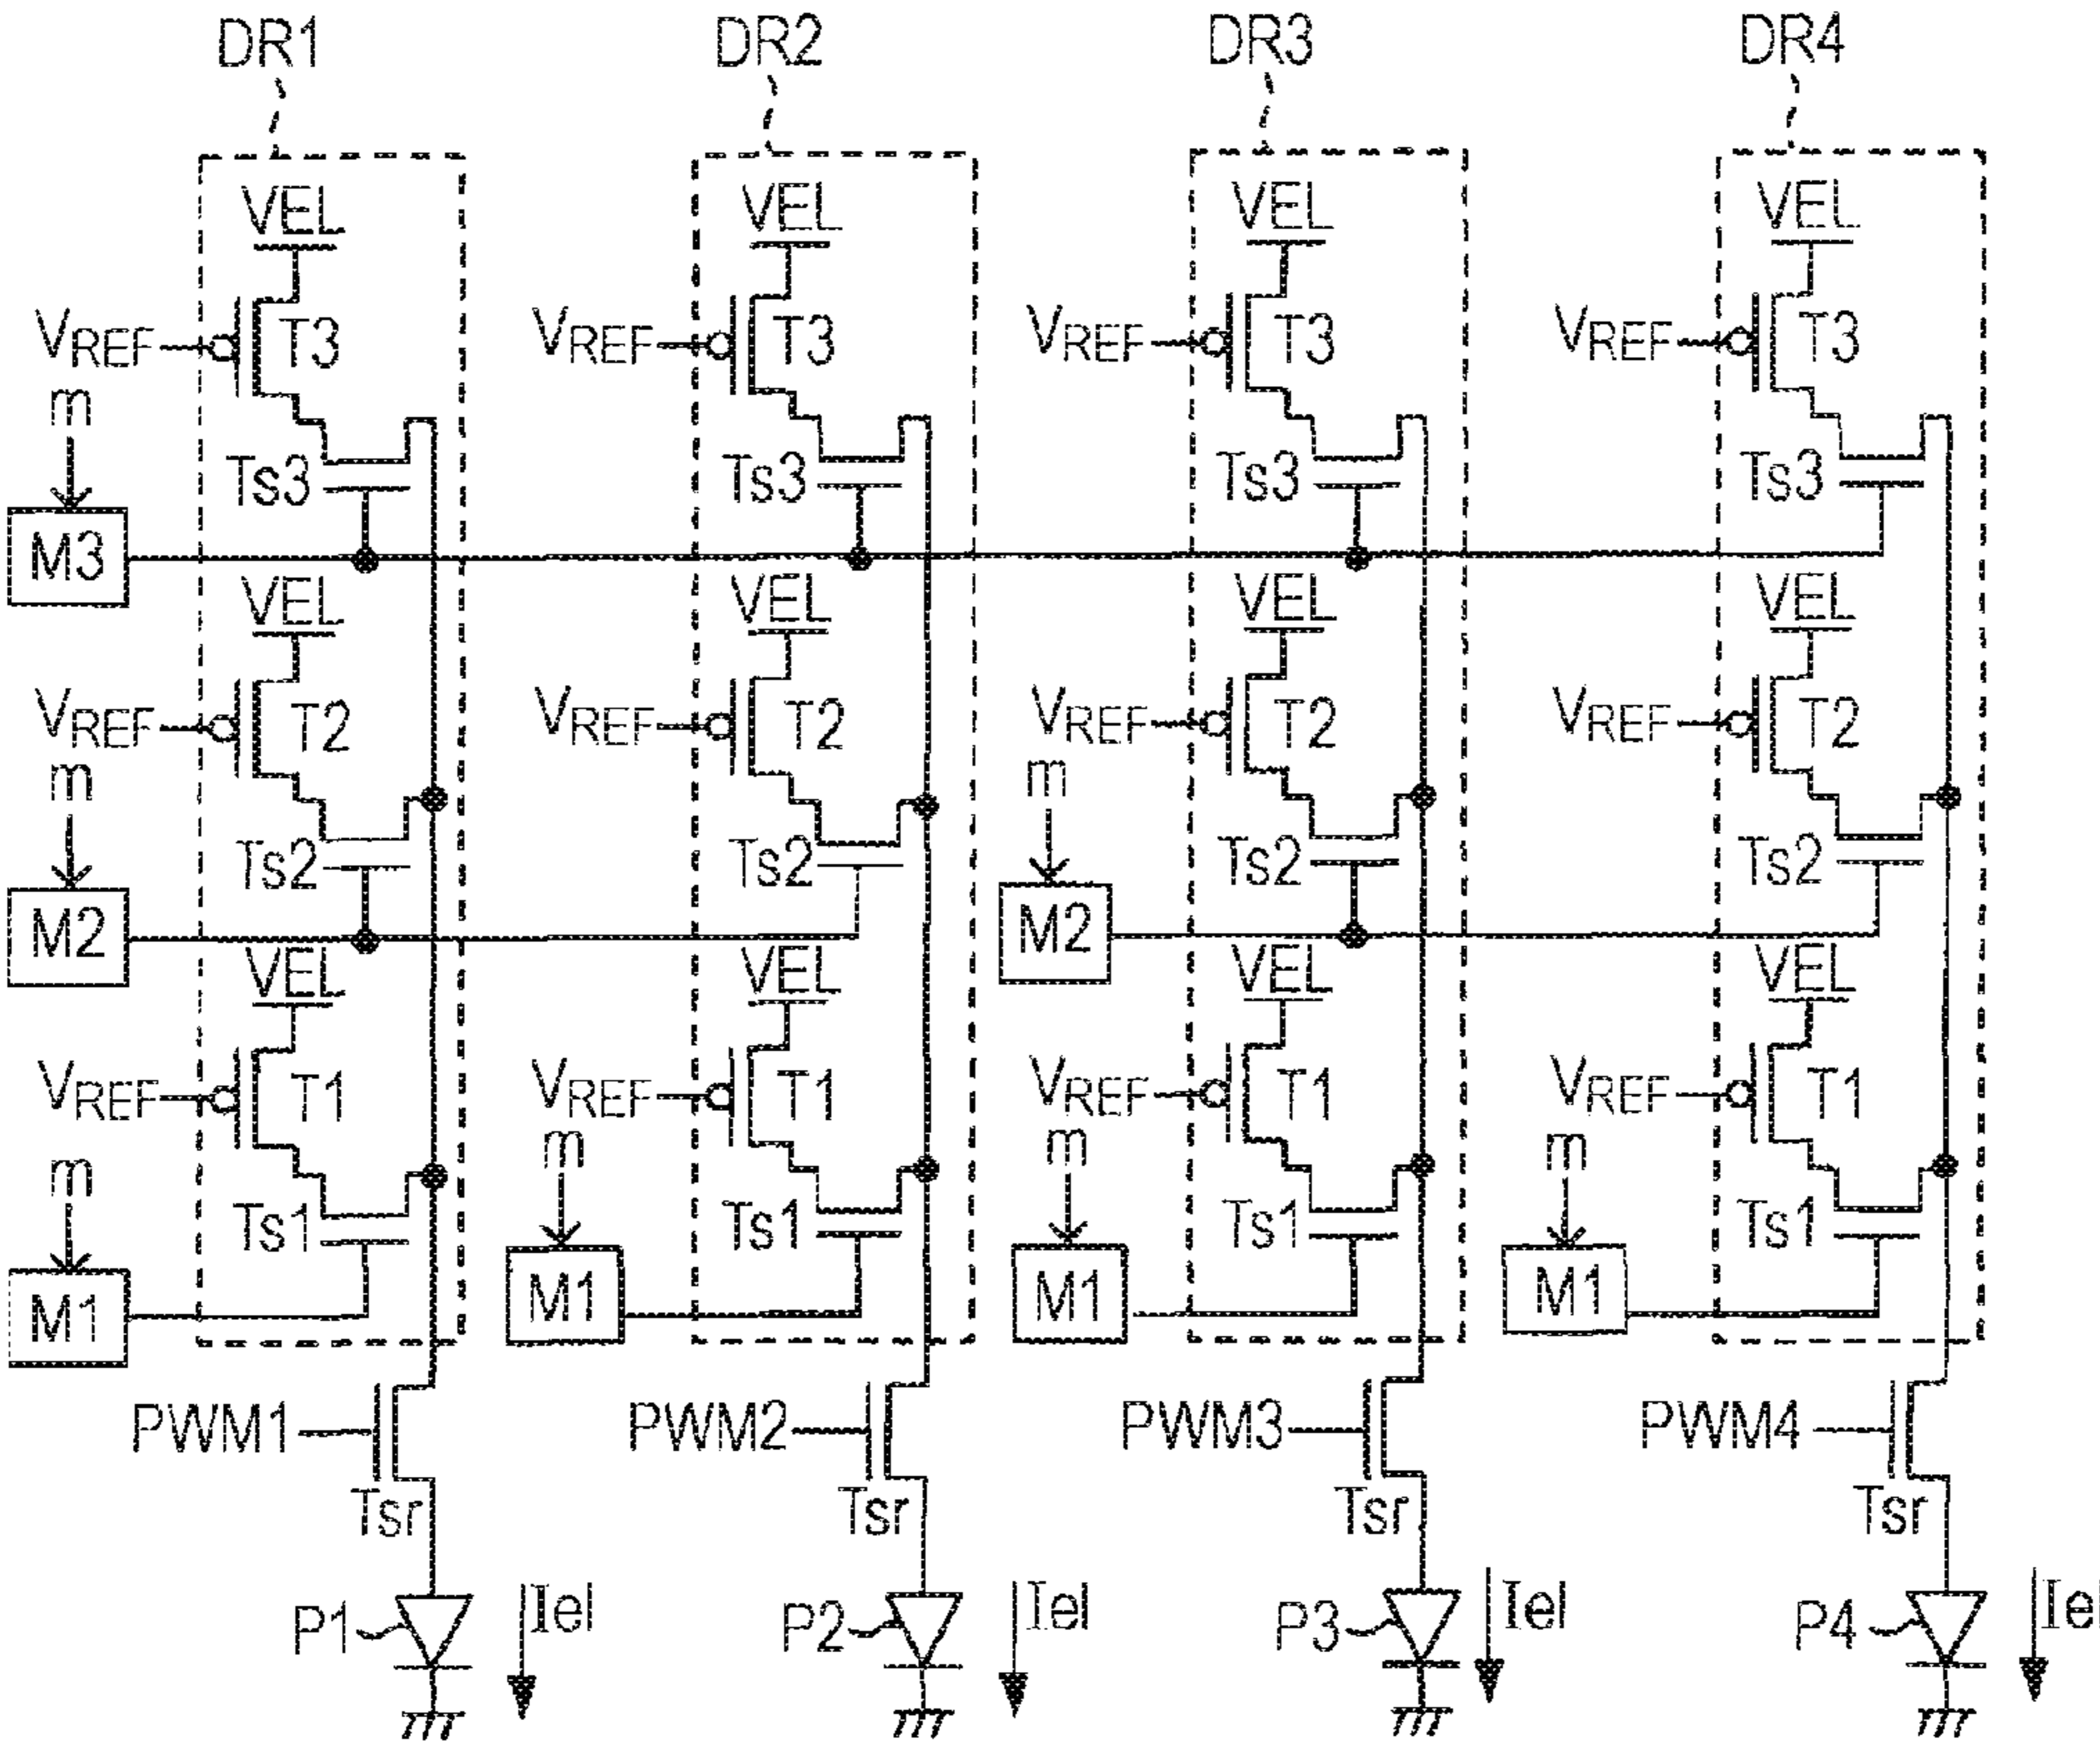 DR1 DR2 DR3 DR4
VEL VEL VEL VEL
VREF T3 VREF T3 VREF T3 VREF T3
m
Ts3 Ts3 Ts3 Ts3
M3
VEL VEL VEL VEL
VREF T2 VREF T2 VREF T2 VREF T2
m m
Ts2 Ts2 Ts2 Ts2
M2 M2
VEL VEL VEL VEL
VREF T1 VREF T1 VREF T1 VREF T1
m m m m
Ts1 Ts1 Ts1 Ts1
M1 M1 M1 M1
PWM1 PWM2 PWM3 PWM4
Tsr Tsr Tsr Tsr
P1 Iel P2 Iel P3 Iel P4 Iel